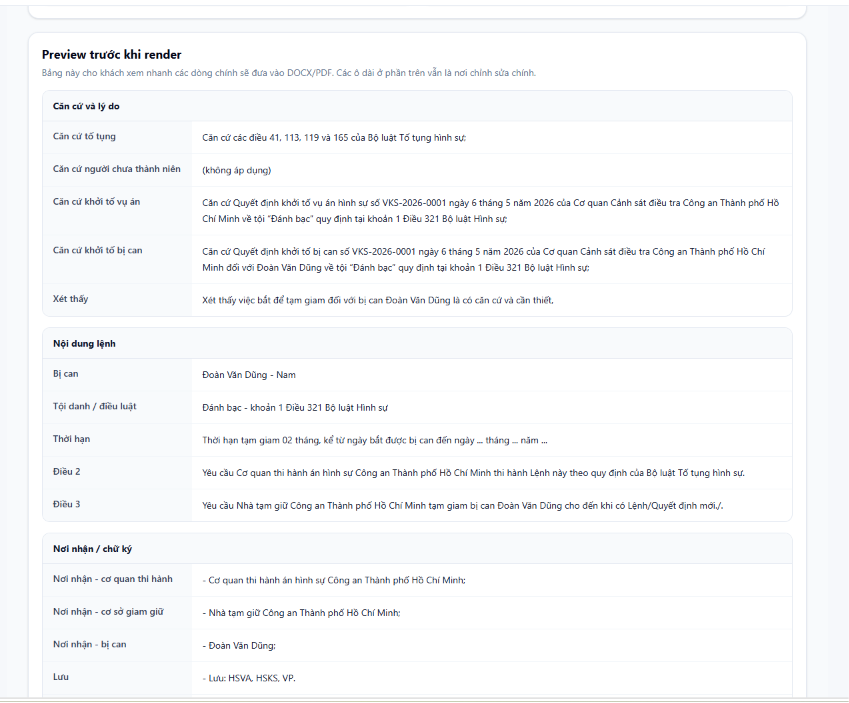 Preview trước khi render
Bảng này cho khách xem nhanh các dòng chính sẽ đưa vào DOCX/PDF. Các ô dài ở phần trên vẫn là nơi chỉnh sửa chính.
Căn cứ và lý do
Căn cứ tố tụng
Căn cứ các điều 41, 113, 119 và 165 của Bộ luật Tố tụng hình sự;
Căn cứ người chưa thành niên
(không áp dụng)
Căn cứ khởi tố vụ án
Căn cứ Quyết định khởi tố vụ án hình sự số VKS-2026-0001 ngày 6 tháng 5 năm 2026 của Cơ quan Cảnh sát điều tra Công an Thành phố Hồ
Chí Minh về tội "Đánh bạc" quy định tại khoản 1 Điều 321 Bộ luật Hình sự;
Căn cứ khởi tố bị can
Căn cứ Quyết định khởi tố bị can số VKS-2026-0001 ngày 6 tháng 5 năm 2026 của Cơ quan Cảnh sát điều tra Công an Thành phố Hồ Chí
Minh đối với Đoàn Văn Dũng về tội "Đánh bạc" quy định tại khoản 1 Điều 321 Bộ luật Hình sự;
Xét thấy
Xét thấy việc bắt để tạm giam đối với bị can Đoàn Văn Dũng là có căn cứ và cần thiết,
Nội dung lệnh
Bị can
Đoàn Văn Dũng - Nam
Tội danh / điều luật
Đánh bạc - khoản 1 Điều 321 Bộ luật Hình sự
Thời hạn
Thời hạn tạm giam 02 tháng, kể từ ngày bắt được bị can đến ngày ... tháng ... năm ...
Điều 2
Yêu cầu Cơ quan thi hành án hình sự Công an Thành phố Hồ Chí Minh thi hành Lệnh này theo quy định của Bộ luật Tố tụng hình sự.
Điều 3
Yêu cầu Nhà tạm giữ Công an Thành phố Hồ Chí Minh tạm giam bị can Đoàn Văn Dũng cho đến khi có Lệnh/Quyết định mới./.
Nơi nhận / chữ ký
Nơi nhận - cơ quan thi hành
- Cơ quan thi hành án hình sự Công an Thành phố Hồ Chí Minh;
Nơi nhận - cơ sở giam giữ
- Nhà tạm giữ Công an Thành phố Hồ Chí Minh;
Nơi nhận - bị can
- Đoàn Văn Dũng;
Lưu
- Lưu: HSVA, HSKS, VP.